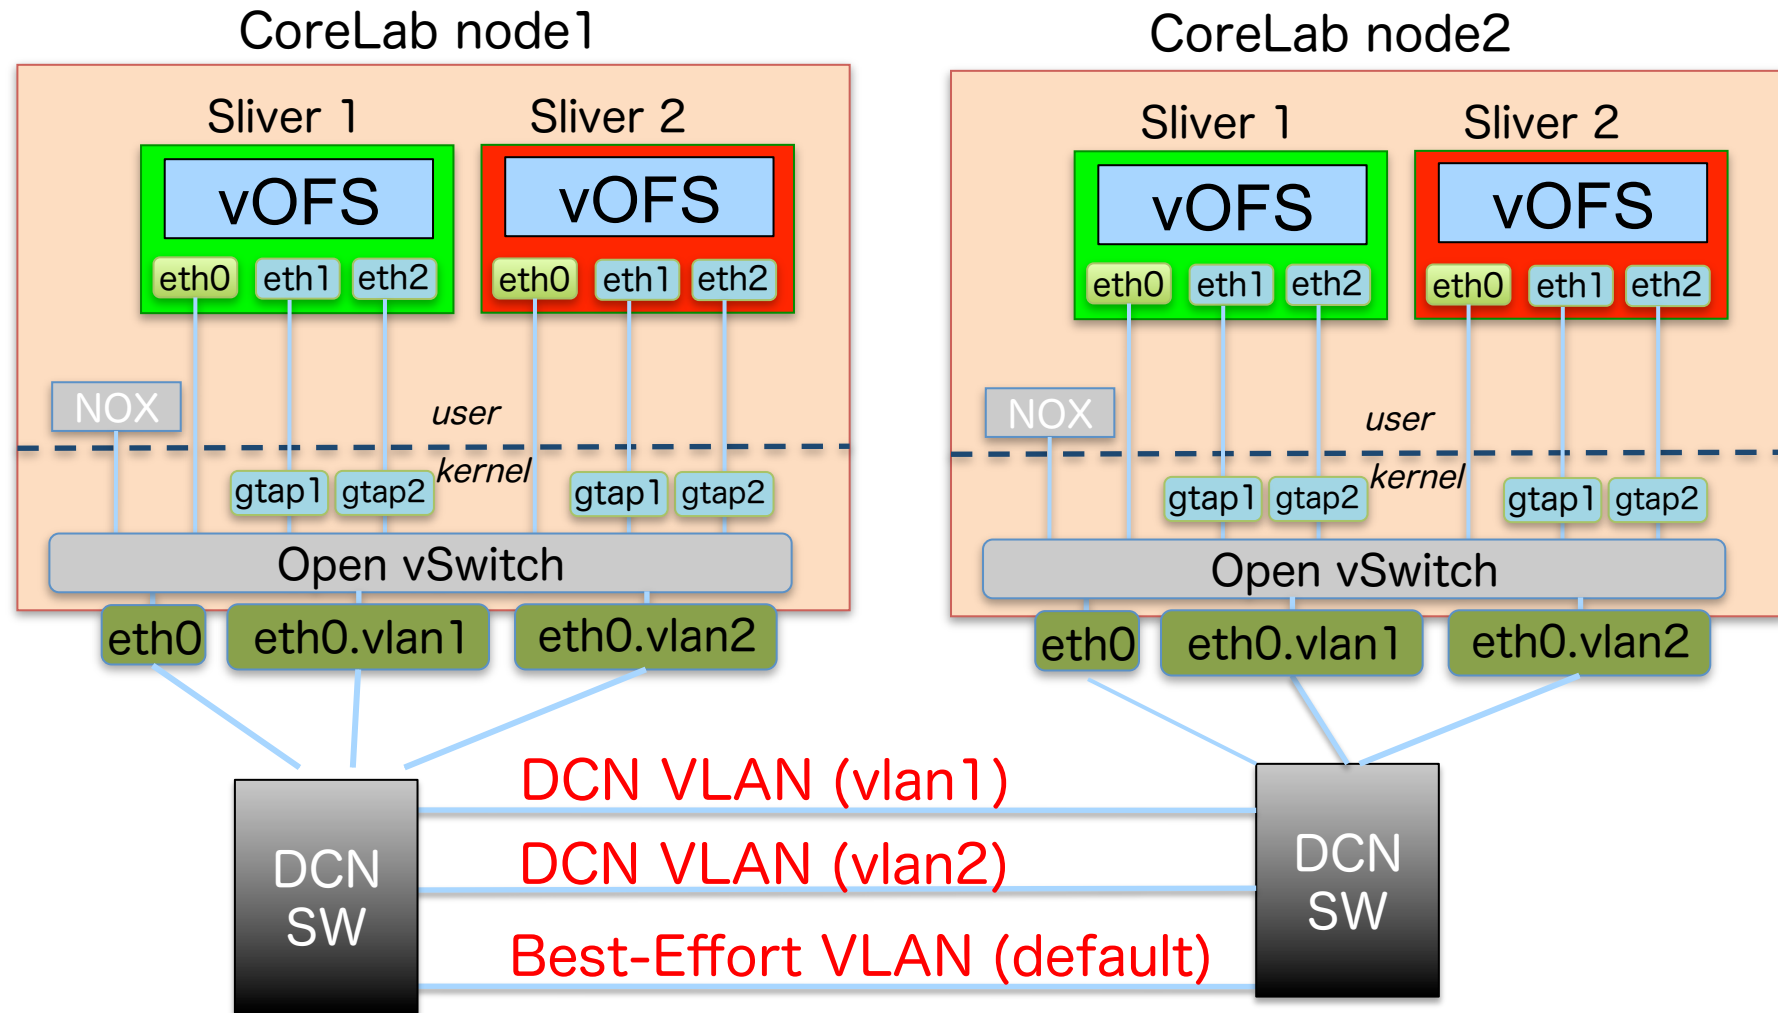 CoreLab node1
Sliver 1
Sliver 2
vOFS
vOFS
eth0
eth1
eth2
eth0
eth1
eth2
NOX
user
kernel
gtap1
gtap2
gtap1
gtap2
Open vSwitch
eth0
eth0.vlan1
eth0.vlan2
CoreLab node2
Sliver 1
Sliver 2
vOFS
vOFS
eth0
eth1
eth2
eth0
eth1
eth2
NOX
user
kernel
gtap1
gtap2
gtap1
gtap2
Open vSwitch
eth0
eth0.vlan1
eth0.vlan2
DCN
SW
DCN VLAN (vlan1)
DCN VLAN (vlan2)
Best-Effort VLAN (default)
DCN
SW